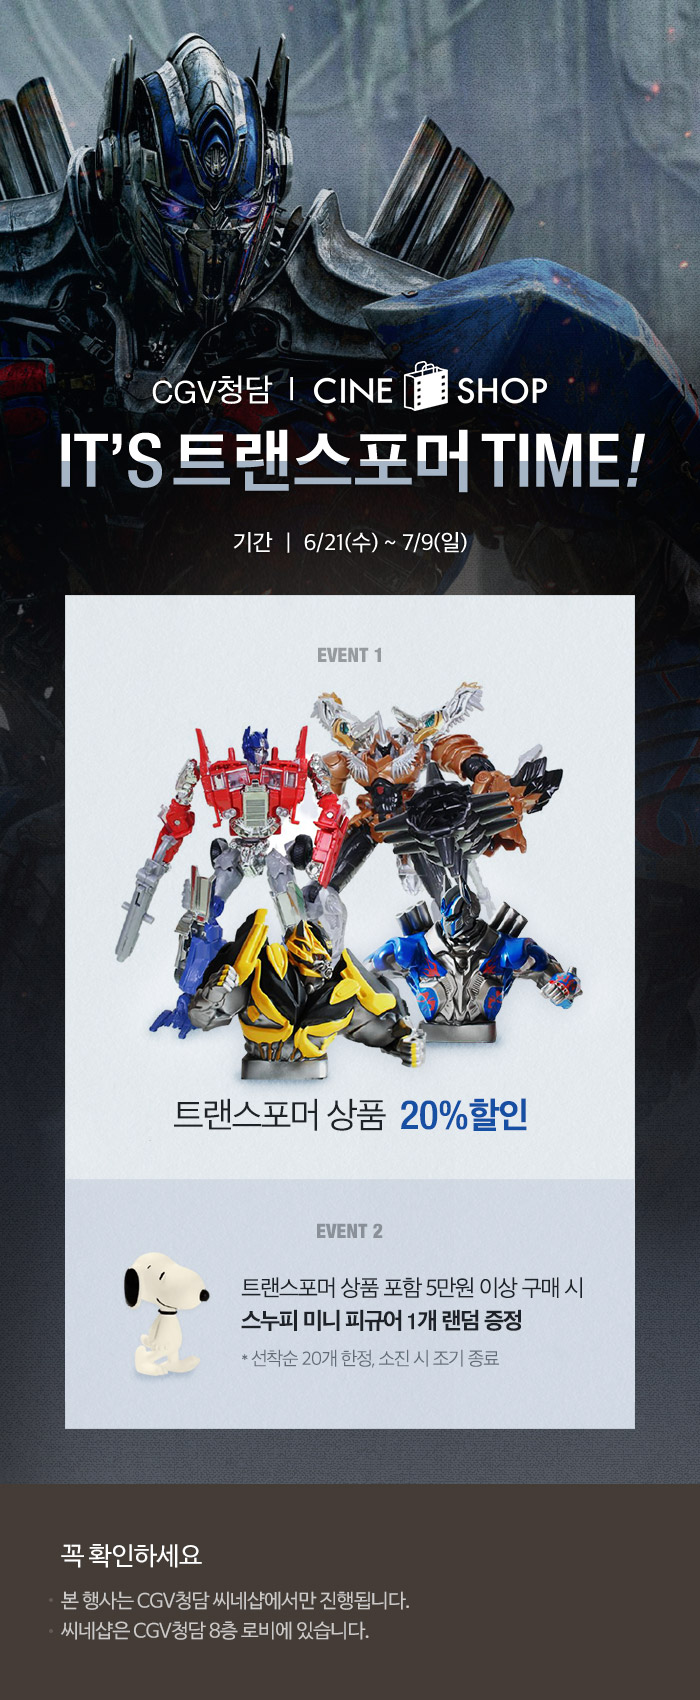 CGV청담 | CINE SHOP
IT'S 트랜스포머 TIME!
기간 | 6/21(수) ~ 7/9(일)
EVENT 1
트랜스포머 상품 20%할인
EVENT 2
트랜스포머 상품 포함 5만원 이상 구매 시
스누피 미니 피규어 1개 랜덤 증정
* 선착순 20개 한정, 소진 시 조기 종료
꼭 확인하세요
· 본 행사는 CGV청담 씨네샵에서만 진행됩니다.
· 씨네샵은 CGV청담 8층 로비에 있습니다.